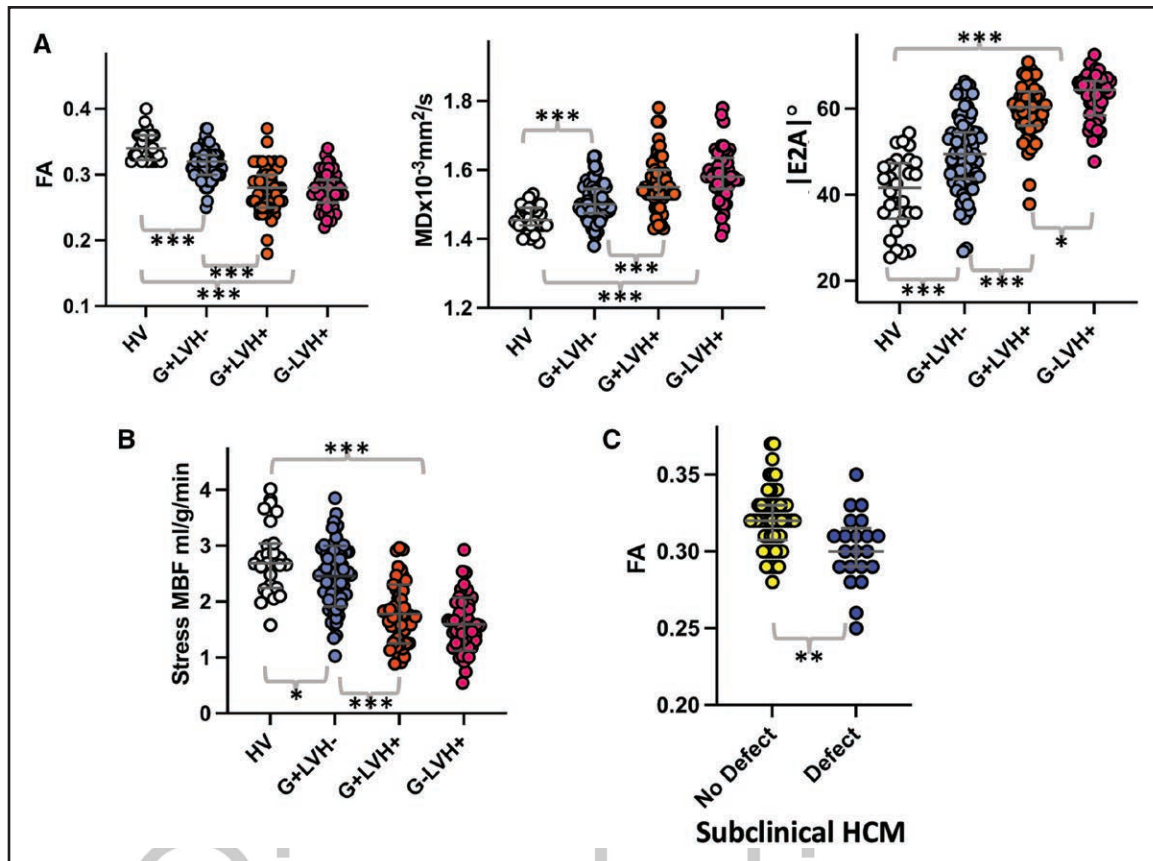 A
FA
0.4
0.3
0.2
0.1
***
***
***
HV
G+LVH-
G+LVH+
G-LVH+
MDx10-³mm²/s
1.8
1.6
1.4
1.2
***
***
***
HV
G+LVH-
G+LVH+
G-LVH+
|E2A|°
60
40
20
***
***
***
*
HV
G+LVH-
G+LVH+
G-LVH+
B
Stress MBF ml/g/min
4
3
2
1
0
***
*
***
HV
G+LVH-
G+LVH+
G-LVH+
C
FA
0.35
0.30
0.25
0.20
**
No Defect
Defect
Subclinical HCM